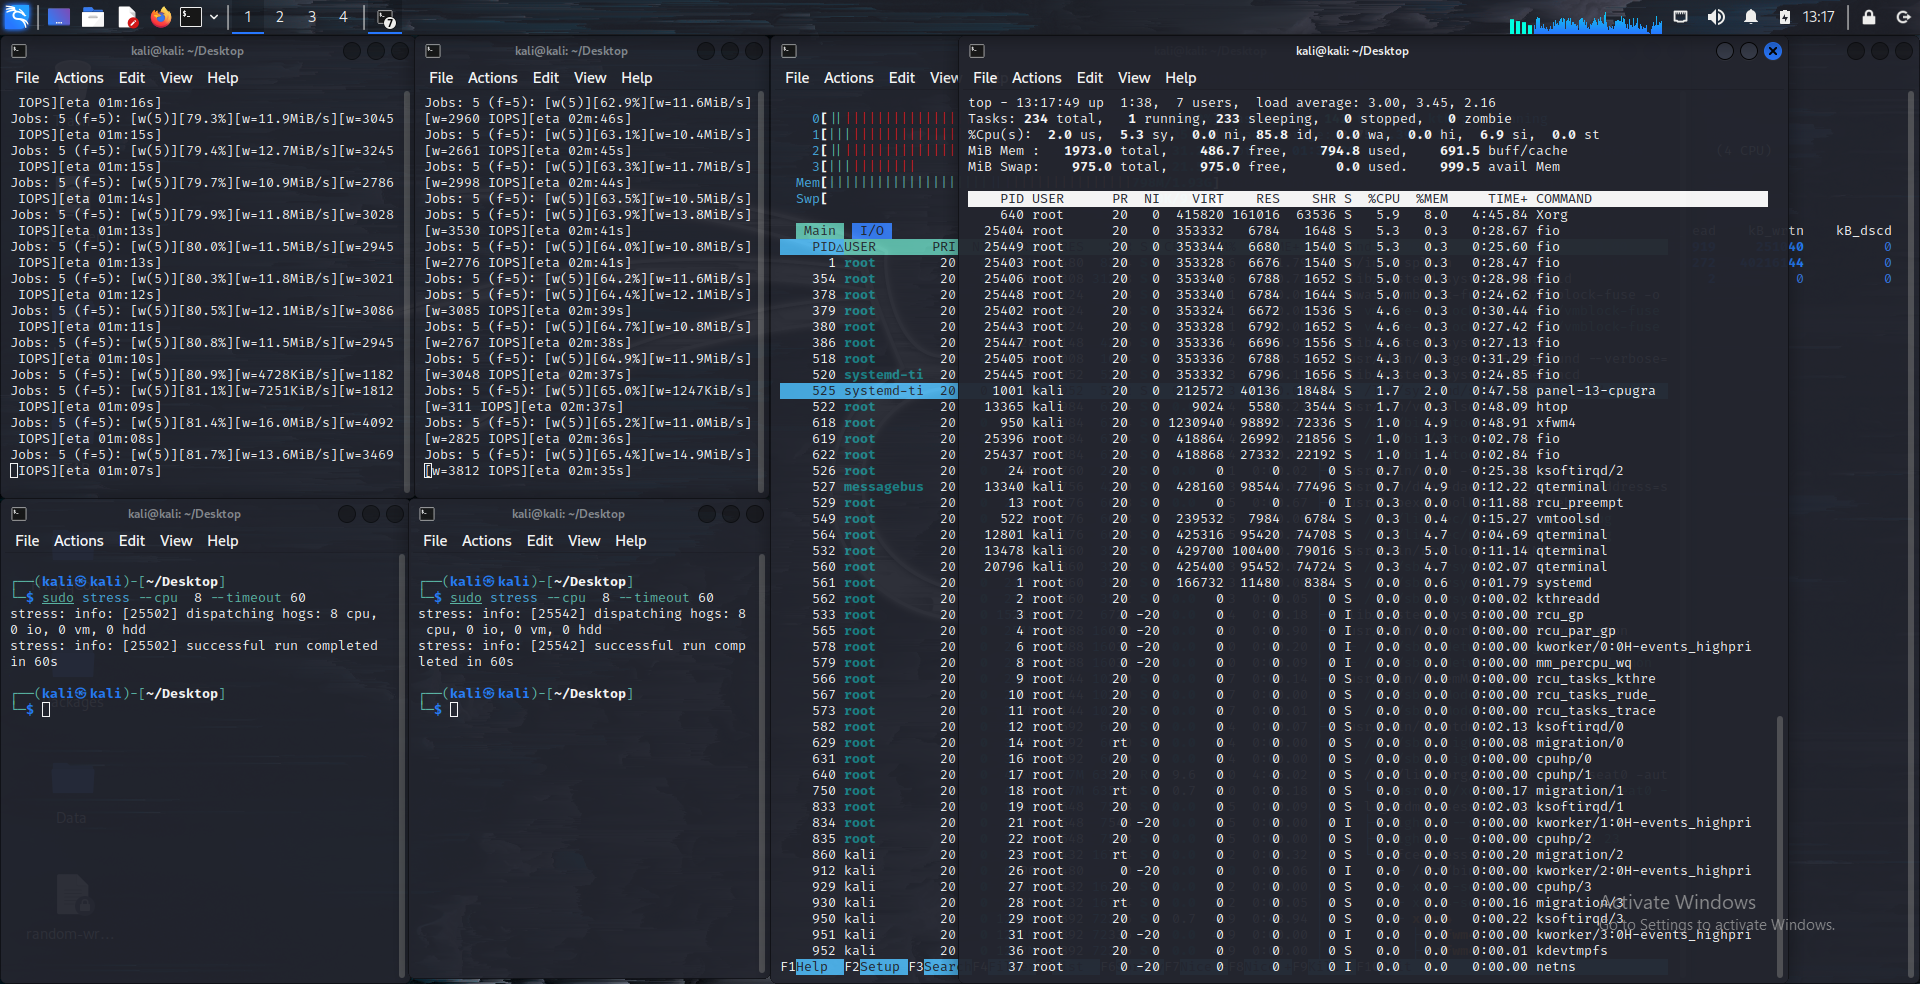 1 2 3 4 7 13:17
kali@kali: ~/Desktop
File Actions Edit View Help
IOPS][eta 01m:16s]
Jobs: 5 (f=5): [w(5)][79.3%][w=11.9MiB/s][w=3045
IOPS][eta 01m:15s]
Jobs: 5 (f=5): [w(5)][79.4%][w=12.7MiB/s][w=3245
IOPS][eta 01m:15s]
Jobs: 5 (f=5): [w(5)][79.7%][w=10.9MiB/s][w=2786
IOPS][eta 01m:14s]
Jobs: 5 (f=5): [w(5)][79.9%][w=11.8MiB/s][w=3028
IOPS][eta 01m:13s]
Jobs: 5 (f=5): [w(5)][80.0%][w=11.5MiB/s][w=2945
IOPS][eta 01m:13s]
Jobs: 5 (f=5): [w(5)][80.3%][w=11.8MiB/s][w=3021
IOPS][eta 01m:12s]
Jobs: 5 (f=5): [w(5)][80.5%][w=12.1MiB/s][w=3086
IOPS][eta 01m:11s]
Jobs: 5 (f=5): [w(5)][80.8%][w=11.5MiB/s][w=2945
IOPS][eta 01m:10s]
Jobs: 5 (f=5): [w(5)][80.9%][w=4728KiB/s][w=1182
Jobs: 5 (f=5): [w(5)][81.1%][w=7251KiB/s][w=1812
IOPS][eta 01m:09s]
Jobs: 5 (f=5): [w(5)][81.4%][w=16.0MiB/s][w=4092
IOPS][eta 01m:08s]
Jobs: 5 (f=5): [w(5)][81.7%][w=13.6MiB/s][w=3469
IOPS][eta 01m:07s]
kali@kali: ~/Desktop
File Actions Edit View Help
Jobs: 5 (f=5): [w(5)][62.9%][w=11.6MiB/s]
[w=2960 IOPS][eta 02m:46s]
Jobs: 5 (f=5): [w(5)][63.1%][w=10.4MiB/s]
[w=2661 IOPS][eta 02m:45s]
Jobs: 5 (f=5): [w(5)][63.3%][w=11.7MiB/s]
[w=2998 IOPS][eta 02m:44s]
Jobs: 5 (f=5): [w(5)][63.5%][w=10.5MiB/s]
Jobs: 5 (f=5): [w(5)][63.9%][w=13.8MiB/s]
[w=3530 IOPS][eta 02m:41s]
Jobs: 5 (f=5): [w(5)][64.0%][w=10.8MiB/s]
[w=2776 IOPS][eta 02m:41s]
Jobs: 5 (f=5): [w(5)][64.2%][w=11.6MiB/s]
Jobs: 5 (f=5): [w(5)][64.4%][w=12.1MiB/s]
[w=3085 IOPS][eta 02m:39s]
Jobs: 5 (f=5): [w(5)][64.7%][w=10.8MiB/s]
[w=2767 IOPS][eta 02m:38s]
Jobs: 5 (f=5): [w(5)][64.9%][w=11.9MiB/s]
[w=3048 IOPS][eta 02m:37s]
Jobs: 5 (f=5): [w(5)][65.0%][w=1247KiB/s]
[w=311 IOPS][eta 02m:37s]
Jobs: 5 (f=5): [w(5)][65.2%][w=11.0MiB/s]
[w=2825 IOPS][eta 02m:36s]
Jobs: 5 (f=5): [w(5)][65.4%][w=14.9MiB/s]
[w=3812 IOPS][eta 02m:35s]
kali@kali: ~/Desktop
File Actions Edit View Help
┌──(kali㉿kali)-[~/Desktop]
└─$ sudo stress --cpu  8 --timeout 60
stress: info: [25502] dispatching hogs: 8 cpu,
0 io, 0 vm, 0 hdd
stress: info: [25502] successful run completed
in 60s
┌──(kali㉿kali)-[~/Desktop]
└─$
Data
random-wr...
kali@kali: ~/Desktop
File Actions Edit View Help
┌──(kali㉿kali)-[~/Desktop]
└─$ sudo stress --cpu  8 --timeout 60
stress: info: [25542] dispatching hogs: 8
cpu, 0 io, 0 vm, 0 hdd
stress: info: [25542] successful run comp
leted in 60s
┌──(kali㉿kali)-[~/Desktop]
└─$
File Actions Edit View
0[
1[
2[
3[
Mem[
Swp[
Main I/O
PID△USER PRI
1 root 20
354 root 20
378 root 20
379 root 20
380 root 20
386 root 20
518 root 20
520 systemd-ti 20
525 systemd-ti 20
522 root 20
618 root 20
619 root 20
622 root 20
526 root 20
527 messagebus 20
529 root 20
549 root 20
564 root 20
532 root 20
560 root 20
561 root 20
562 root 20
533 root 20
565 root 20
578 root 20
579 root 20
566 root 20
567 root 20
573 root 20
582 root 20
629 root 20
631 root 20
640 root 20
750 root 20
833 root 20
834 root 20
835 root 20
860 kali 20
912 kali 20
929 kali 20
930 kali 20
950 kali 20
951 kali 20
952 kali 20
F1Help F2Setup F3Sear
kali@kali: ~/Desktop
File Actions Edit View Help
top - 13:17:49 up  1:38,  7 users,  load average: 3.00, 3.45, 2.16
Tasks: 234 total,   1 running, 233 sleeping,   0 stopped,   0 zombie
%Cpu(s):  2.0 us,  5.3 sy,  0.0 ni, 85.8 id,  0.0 wa,  0.0 hi,  6.9 si,  0.0 st
MiB Mem :   1973.0 total,    486.7 free,    794.8 used,    691.5 buff/cache
MiB Swap:    975.0 total,    975.0 free,      0.0 used.    999.5 avail Mem
PID USER PR NI VIRT RES SHR S %CPU %MEM TIME+ COMMAND
640 root 20 0 415820 161016 63536 S 5.9 8.0 4:45.84 Xorg
25404 root 20 0 353332 6784 1648 S 5.3 0.3 0:28.67 fio
25449 root 20 0 353344 6680 1540 S 5.3 0.3 0:25.60 fio
25403 root 20 0 353328 6676 1540 S 5.0 0.3 0:28.47 fio
25406 root 20 0 353340 6788 1652 S 5.0 0.3 0:28.98 fio
25448 root 20 0 353340 6784 1644 S 5.0 0.3 0:24.62 fio
25402 root 20 0 353324 6672 1536 S 4.6 0.3 0:30.44 fio
25443 root 20 0 353328 6792 1652 S 4.6 0.3 0:27.42 fio
25447 root 20 0 353336 6696 1556 S 4.6 0.3 0:27.13 fio
25405 root 20 0 353336 6788 1652 S 4.3 0.3 0:31.29 fio
25445 root 20 0 353332 6796 1656 S 4.3 0.3 0:24.85 fio
1001 kali 20 0 212572 40136 18484 S 1.7 2.0 0:47.58 panel-13-cpugra
13365 kali 20 0 9024 5580 3544 S 1.7 0.3 0:48.09 htop
950 kali 20 0 1230940 98892 72336 S 1.0 4.9 0:48.91 xfwm4
25396 root 20 0 418864 26992 21856 S 1.0 1.3 0:02.78 fio
25437 root 20 0 418868 27332 22192 S 1.0 1.4 0:02.84 fio
24 root 20 0 0 0 0 S 0.7 0.0 0:25.38 ksoftirqd/2
13340 kali 20 0 428160 98544 77496 S 0.7 4.9 0:12.22 qterminal
13 root 20 0 0 0 0 I 0.3 0.0 0:11.88 rcu_preempt
522 root 20 0 239532 7984 6784 S 0.3 0.4 0:15.27 vmtoolsd
12801 kali 20 0 425316 95420 74708 S 0.3 4.7 0:04.69 qterminal
13478 kali 20 0 429700 100400 79016 S 0.3 5.0 0:11.14 qterminal
20796 kali 20 0 425400 95452 74724 S 0.3 4.7 0:02.07 qterminal
1 root 20 0 166732 11480 8384 S 0.0 0.6 0:01.79 systemd
2 root 20 0 0 0 0 S 0.0 0.0 0:00.02 kthreadd
3 root 0 -20 0 0 0 I 0.0 0.0 0:00.00 rcu_gp
4 root 0 -20 0 0 0 I 0.0 0.0 0:00.00 rcu_par_gp
6 root 0 -20 0 0 0 I 0.0 0.0 0:00.00 kworker/0:0H-events_highpri
8 root 0 -20 0 0 0 I 0.0 0.0 0:00.00 mm_percpu_wq
9 root 20 0 0 0 0 I 0.0 0.0 0:00.00 rcu_tasks_kthre
10 root 20 0 0 0 0 I 0.0 0.0 0:00.00 rcu_tasks_rude_
11 root 20 0 0 0 0 I 0.0 0.0 0:00.00 rcu_tasks_trace
12 root 20 0 0 0 0 S 0.0 0.0 0:02.13 ksoftirqd/0
14 root rt 0 0 0 0 S 0.0 0.0 0:00.08 migration/0
16 root 20 0 0 0 0 S 0.0 0.0 0:00.00 cpuhp/0
17 root 20 0 0 0 0 S 0.0 0.0 0:00.00 cpuhp/1
18 root rt 0 0 0 0 S 0.0 0.0 0:00.17 migration/1
19 root 20 0 0 0 0 S 0.0 0.0 0:02.03 ksoftirqd/1
21 root 0 -20 0 0 0 I 0.0 0.0 0:00.00 kworker/1:0H-events_highpri
22 root 20 0 0 0 0 S 0.0 0.0 0:00.00 cpuhp/2
23 root rt 0 0 0 0 S 0.0 0.0 0:00.20 migration/2
26 root 0 -20 0 0 0 I 0.0 0.0 0:00.00 kworker/2:0H-events_highpri
27 root 20 0 0 0 0 S 0.0 0.0 0:00.00 cpuhp/3
28 root rt 0 0 0 0 S 0.0 0.0 0:00.16 migration/3
29 root 20 0 0 0 0 S 0.0 0.0 0:00.22 ksoftirqd/3
31 root 0 -20 0 0 0 I 0.0 0.0 0:00.00 kworker/3:0H-events_highpri
36 root 20 0 0 0 0 S 0.0 0.0 0:00.01 kdevtmpfs
37 root 0 -20 0 0 0 I 0.0 0.0 0:00.00 netns
kB_dscd
40 0
44 0
0 0
Activate Windows
Go to Settings to activate Windows.